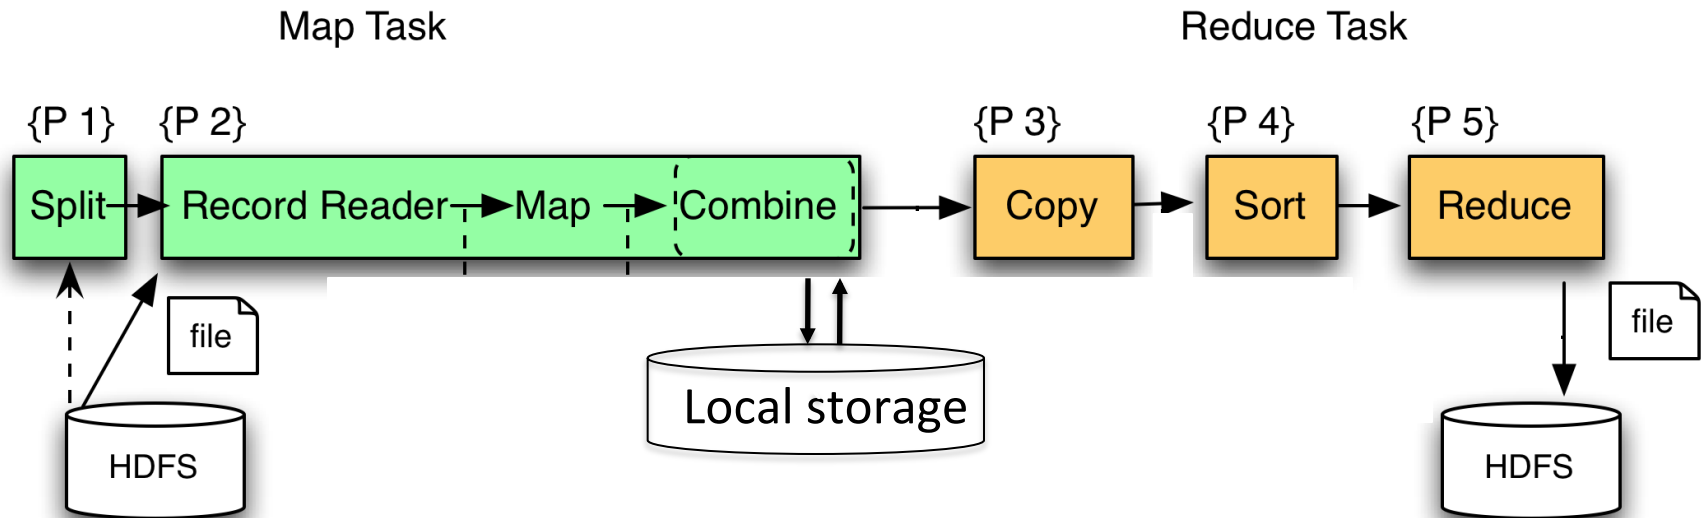 Map Task
Reduce Task
{P 1}
{P 2}
{P 3}
{P 4}
{P 5}
Split
Record Reader
Map
Combine
Copy
Sort
Reduce
file
file
Local storage
HDFS
HDFS